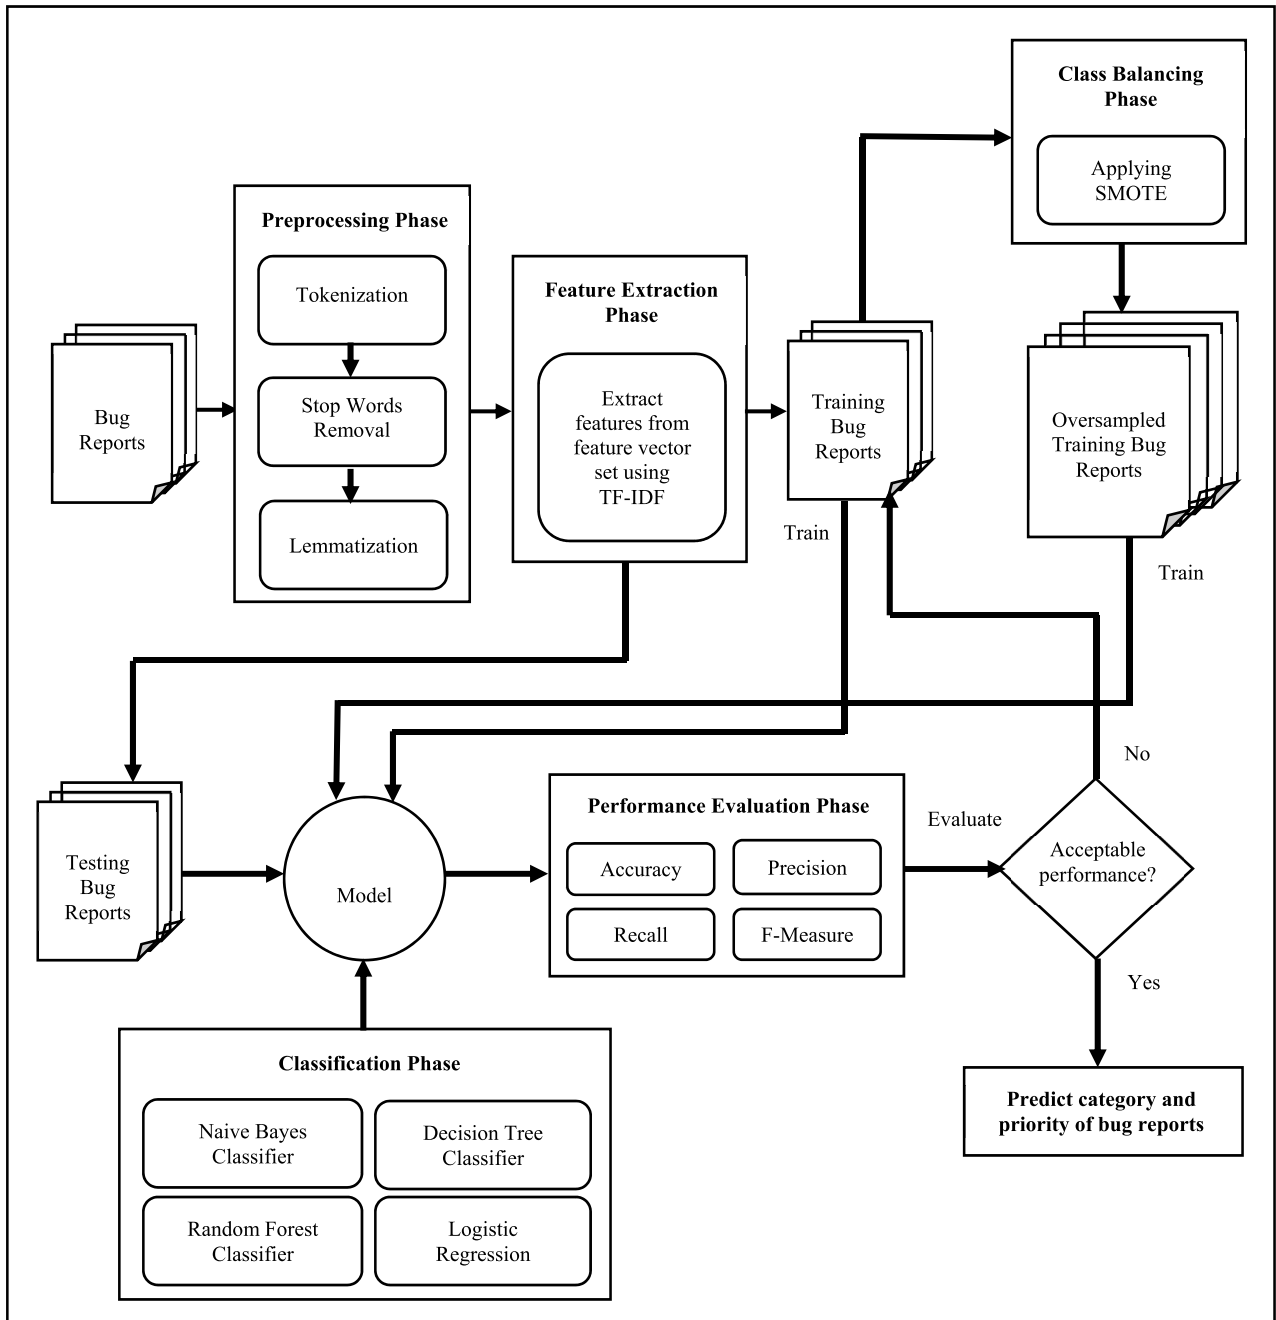 Class Balancing
Phase
Applying
SMOTE
Preprocessing Phase
Tokenization
Stop Words
Removal
Lemmatization
Feature Extraction
Phase
Extract
features from
feature vector
set using
TF-IDF
Bug
Reports
Training
Bug
Reports
Oversampled
Training Bug
Reports
Train
Train
No
Testing
Bug
Reports
Model
Performance Evaluation Phase
Accuracy
Precision
Recall
F-Measure
Evaluate
Acceptable
performance?
Yes
Classification Phase
Naive Bayes
Classifier
Decision Tree
Classifier
Random Forest
Classifier
Logistic
Regression
Predict category and
priority of bug reports